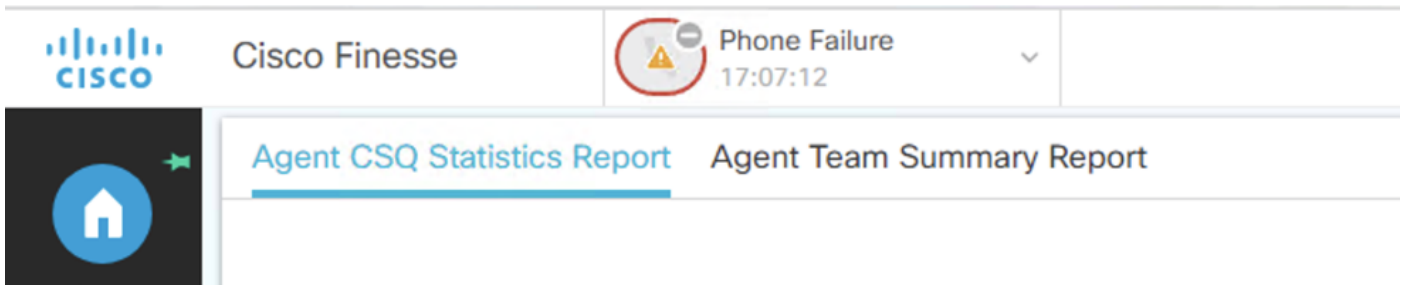 CISCO
Cisco Finesse
Phone Failure
17:07:12
Agent CSQ Statistics Report
Agent Team Summary Report